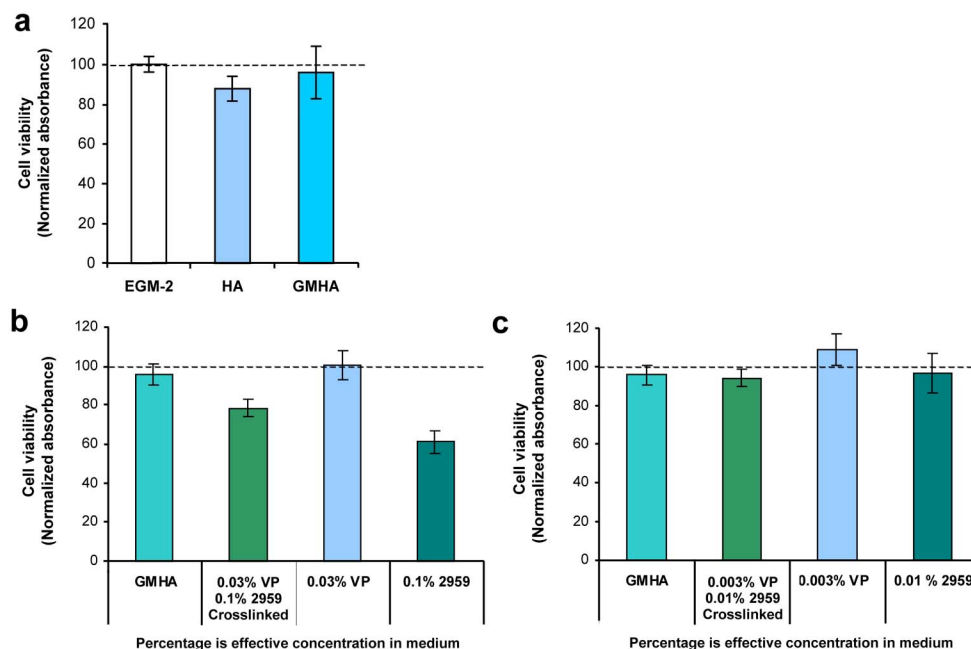 a
Cell viability
(Normalized absorbance)
120
100
80
60
40
20
0
EGM-2 HA GMHA
b
Cell viability
(Normalized absorbance)
120
100
80
60
40
20
0
GMHA 0.03% VP 0.03% VP 0.1% 2959
0.1% 2959
Crosslinked
Percentage is effective concentration in medium
c
Cell viability
(Normalized absorbance)
120
100
80
60
40
20
0
GMHA 0.003% VP 0.003% VP 0.01 % 2959
0.01% 2959
Crosslinked
Percentage is effective concentration in medium